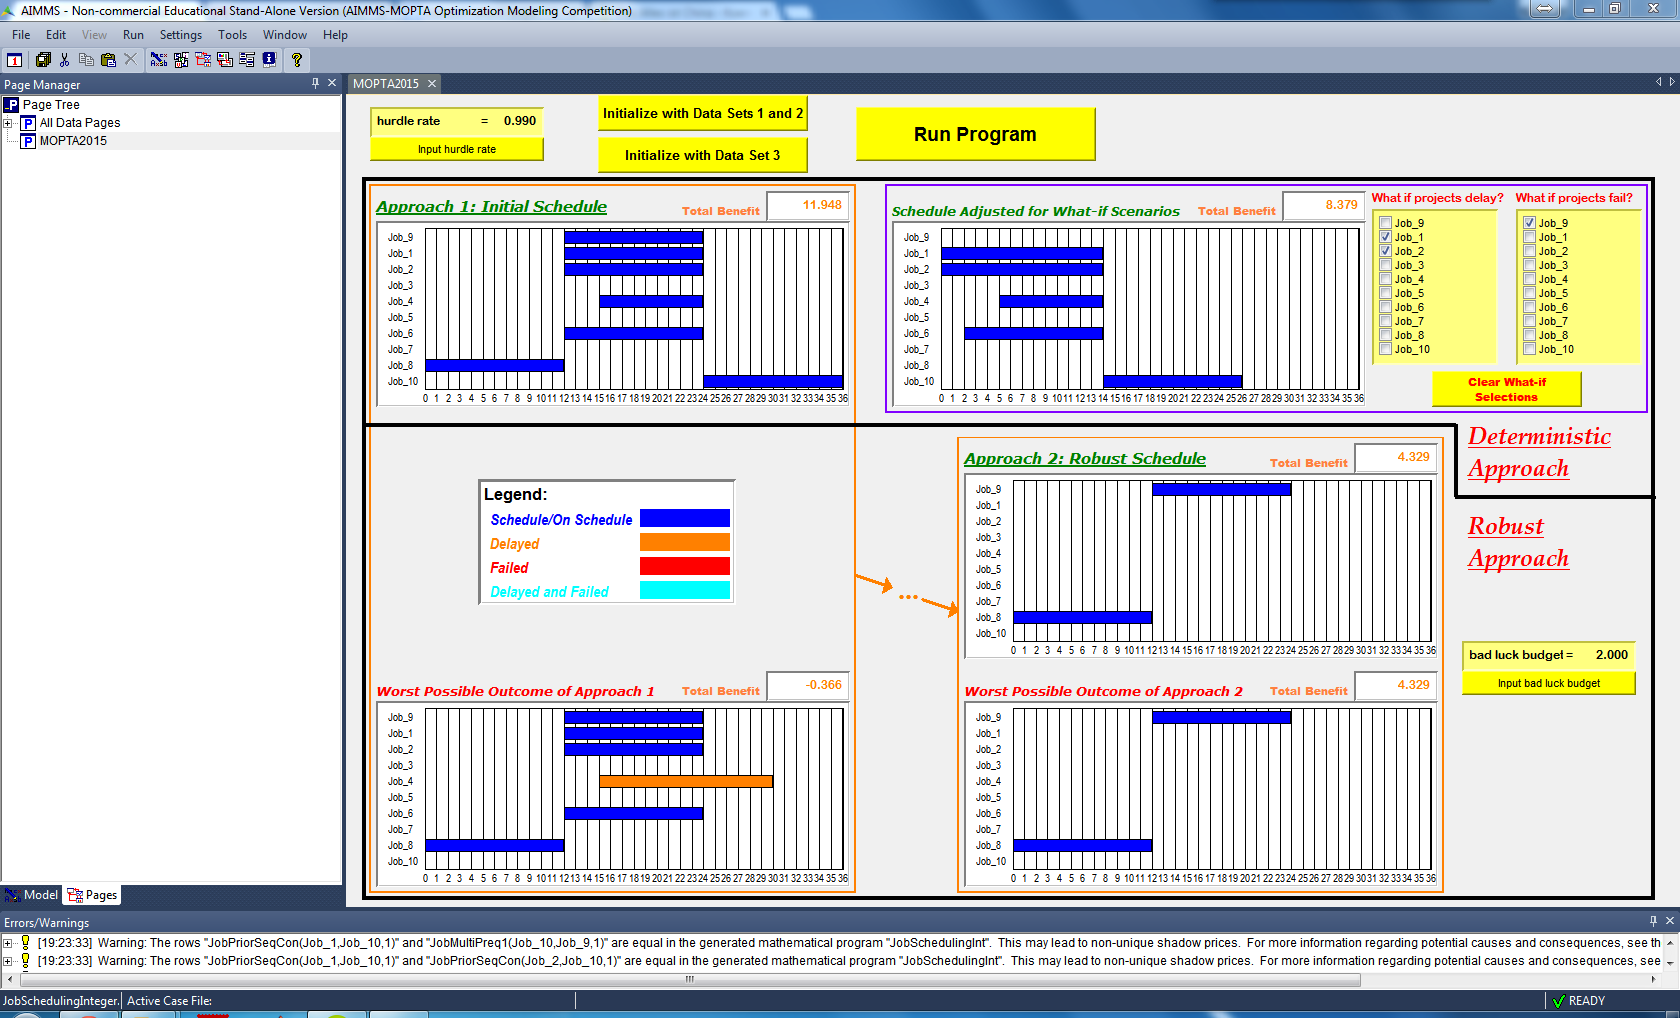 AIMMS - Non-commercial Educational Stand-Alone Version (AIMMS-MOPTA Optimization Modeling Competition)
File Edit View Run Settings Tools Window Help
Page Manager
Page Tree
All Data Pages
MOPTA2015
MOPTA2015
hurdle rate = 0.990
Input hurdle rate
Initialize with Data Sets 1 and 2
Initialize with Data Set 3
Run Program
Approach 1: Initial Schedule Total Benefit 11.948
Job_9
Job_1
Job_2
Job_3
Job_4
Job_5
Job_6
Job_7
Job_8
Job_10
0 1 2 3 4 5 6 7 8 9 10 11 12 13 14 15 16 17 18 19 20 21 22 23 24 25 26 27 28 29 30 31 32 33 34 35 36
Schedule Adjusted for What-if Scenarios Total Benefit 8.379
Job_9
Job_1
Job_2
Job_3
Job_4
Job_5
Job_6
Job_7
Job_8
Job_10
0 1 2 3 4 5 6 7 8 9 10 11 12 13 14 15 16 17 18 19 20 21 22 23 24 25 26 27 28 29 30 31 32 33 34 35 36
What if projects delay?
Job_9
Job_1
Job_2
Job_3
Job_4
Job_5
Job_6
Job_7
Job_8
Job_10
What if projects fail?
Job_9
Job_1
Job_2
Job_3
Job_4
Job_5
Job_6
Job_7
Job_8
Job_10
Clear What-if
Selections
Deterministic
Approach
Legend:
Schedule/On Schedule
Delayed
Failed
Delayed and Failed
Approach 2: Robust Schedule Total Benefit 4.329
Job_9
Job_1
Job_2
Job_3
Job_4
Job_5
Job_6
Job_7
Job_8
Job_10
0 1 2 3 4 5 6 7 8 9 10 11 12 13 14 15 16 17 18 19 20 21 22 23 24 25 26 27 28 29 30 31 32 33 34 35 36
Robust
Approach
bad luck budget = 2.000
Input bad luck budget
Worst Possible Outcome of Approach 1 Total Benefit -0.366
Job_9
Job_1
Job_2
Job_3
Job_4
Job_5
Job_6
Job_7
Job_8
Job_10
0 1 2 3 4 5 6 7 8 9 10 11 12 13 14 15 16 17 18 19 20 21 22 23 24 25 26 27 28 29 30 31 32 33 34 35 36
Worst Possible Outcome of Approach 2 Total Benefit 4.329
Job_9
Job_1
Job_2
Job_3
Job_4
Job_5
Job_6
Job_7
Job_8
Job_10
0 1 2 3 4 5 6 7 8 9 10 11 12 13 14 15 16 17 18 19 20 21 22 23 24 25 26 27 28 29 30 31 32 33 34 35 36
Model Pages
Errors/Warnings
[19:23:33] Warning: The rows "JobPriorSeqCon(Job_1,Job_10,1)" and "JobMultiPreq1(Job_10,Job_9,1)" are equal in the generated mathematical program "JobSchedulingInt". This may lead to non-unique shadow prices. For more information regarding potential causes and consequences, see th
[19:23:33] Warning: The rows "JobPriorSeqCon(Job_1,Job_10,1)" and "JobPriorSeqCon(Job_2,Job_10,1)" are equal in the generated mathematical program "JobSchedulingInt". This may lead to non-unique shadow prices. For more information regarding potential causes and consequences, see
JobSchedulingInteger. Active Case File: READY